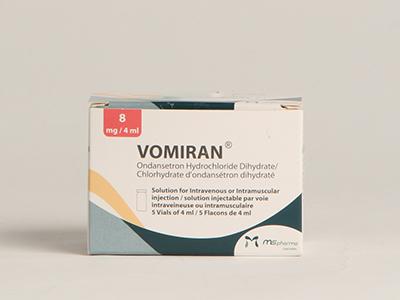 8
mg / 4 ml
VOMIRAN®
Ondansetron Hydrochloride Dihydrate/
Chlorhydrate d'ondansétron dihydraté
Solution for Intravenous or Intramuscular
injection / solution injectable par voie
intraveineuse ou intramusculaire
5 Vials of 4 ml / 5 Flacons de 4 ml
MS pharma